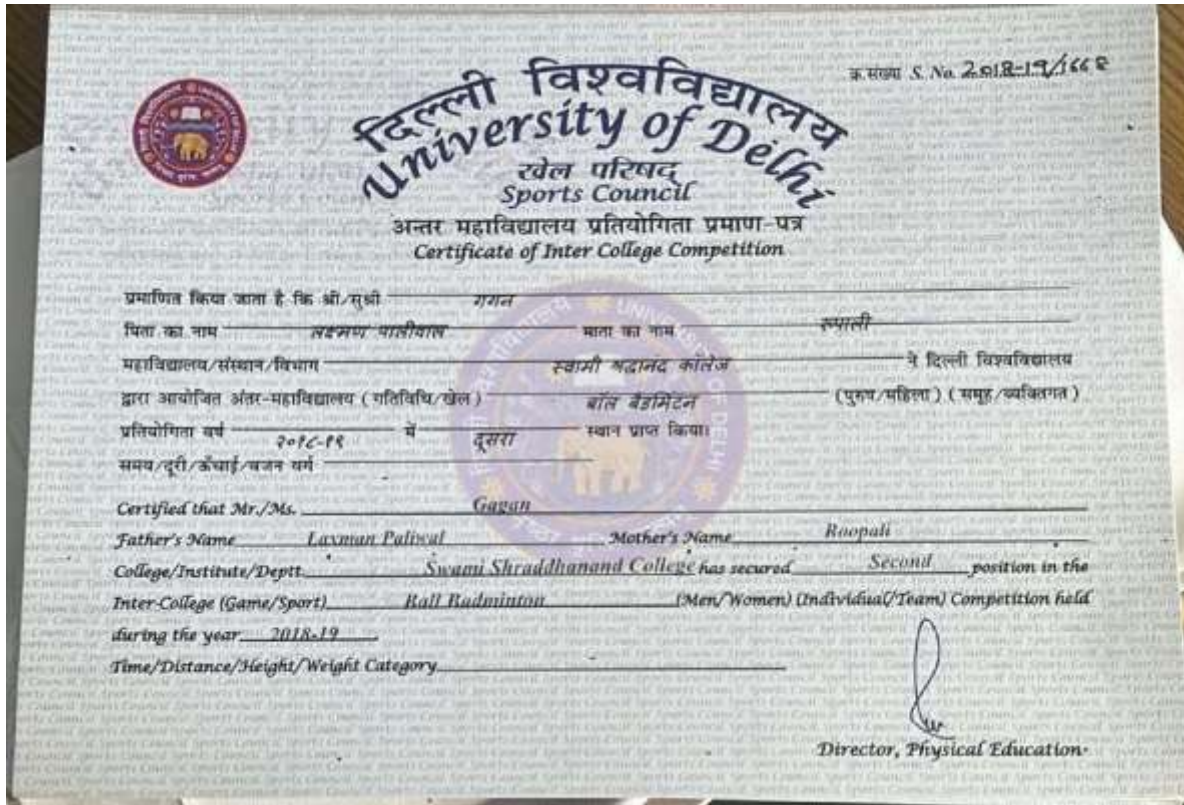 क्र.संख्या S. No. 2018-19/1668
दिल्ली विश्वविद्यालय
University of Delhi
खेल परिषद्
Sports Council
अन्तर महाविद्यालय प्रतियोगिता प्रमाण-पत्र
Certificate of Inter College Competition
प्रमाणित किया जाता है कि श्री/सुश्री गगन
पिता का नाम लक्ष्मण पालीवाल माता का नाम रूपाली
महाविद्यालय/संस्थान/विभाग स्वामी श्रद्धानंद कॉलेज ने दिल्ली विश्वविद्यालय
द्वारा आयोजित अंतर-महाविद्यालय (गतिविधि/खेल) बॉल बैडमिंटन (पुरुष/महिला) (समूह/व्यक्तिगत)
प्रतियोगिता वर्ष २०१८-१९ में दूसरा स्थान प्राप्त किया।
समय/दूरी/ऊँचाई/वजन वर्ग
Certified that Mr./Ms. Gagan
Father's Name Laxman Paliwal Mother's Name Roopali
College/Institute/Deptt. Swami Shraddhanand College has secured Second position in the
Inter-College (Game/Sport) Ball Badminton (Men/Women) (Individual/Team) Competition held
during the year 2018-19
Time/Distance/Height/Weight Category
Director, Physical Education